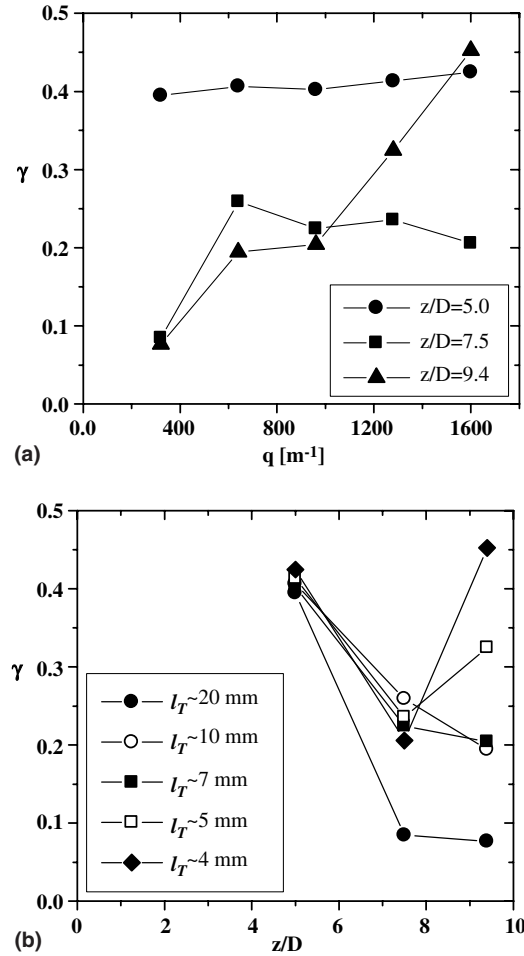 0.5
0.4
0.3
0.2
0.1
0.0
γ
z/D=5.0
z/D=7.5
z/D=9.4
0.0 400 800 1200 1600
(a) q [m⁻¹]
0.5
0.4
0.3
0.2
0.1
0.0
γ
l_T~20 mm
l_T~10 mm
l_T~7 mm
l_T~5 mm
l_T~4 mm
0 2 4 6 8 10
(b) z/D